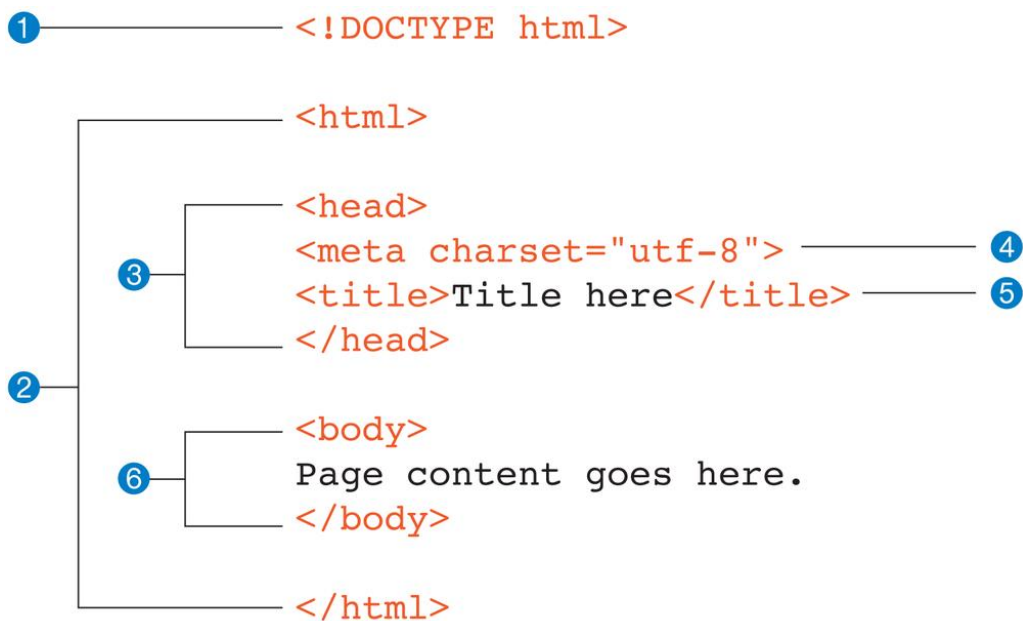 1 <!DOCTYPE html>
<html>
<head>
<meta charset="utf-8"> 4
3 <title>Title here</title> 5
</head>
2
<body>
6 Page content goes here.
</body>
</html>